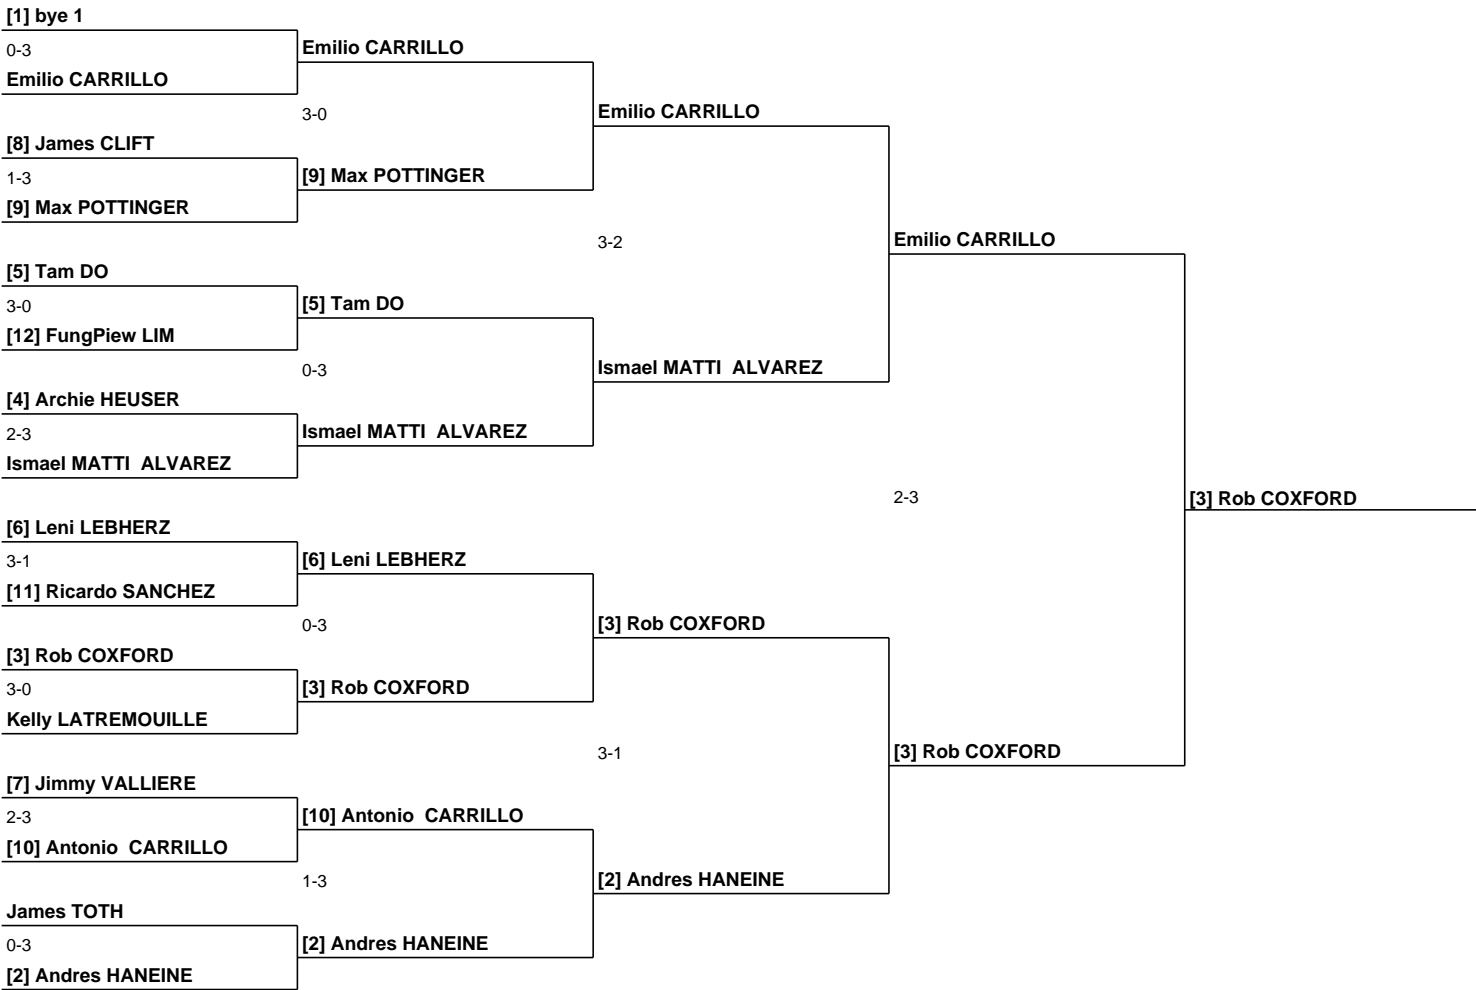 [1] bye 1
0-3
Emilio CARRILLO
[8] James CLIFT
1-3
[9] Max POTTINGER
[5] Tam DO
3-0
[12] FungPiew LIM
[4] Archie HEUSER
2-3
Ismael MATTI  ALVAREZ
[6] Leni LEBHERZ
3-1
[11] Ricardo SANCHEZ
[3] Rob COXFORD
3-0
Kelly LATREMOUILLE
[7] Jimmy VALLIERE
2-3
[10] Antonio  CARRILLO
James TOTH
0-3
[2] Andres HANEINE
Emilio CARRILLO
3-0
[9] Max POTTINGER
[5] Tam DO
0-3
Ismael MATTI  ALVAREZ
[6] Leni LEBHERZ
0-3
[3] Rob COXFORD
[10] Antonio  CARRILLO
1-3
[2] Andres HANEINE
Emilio CARRILLO
3-2
Ismael MATTI  ALVAREZ
[3] Rob COXFORD
3-1
[2] Andres HANEINE
Emilio CARRILLO
2-3
[3] Rob COXFORD
[3] Rob COXFORD